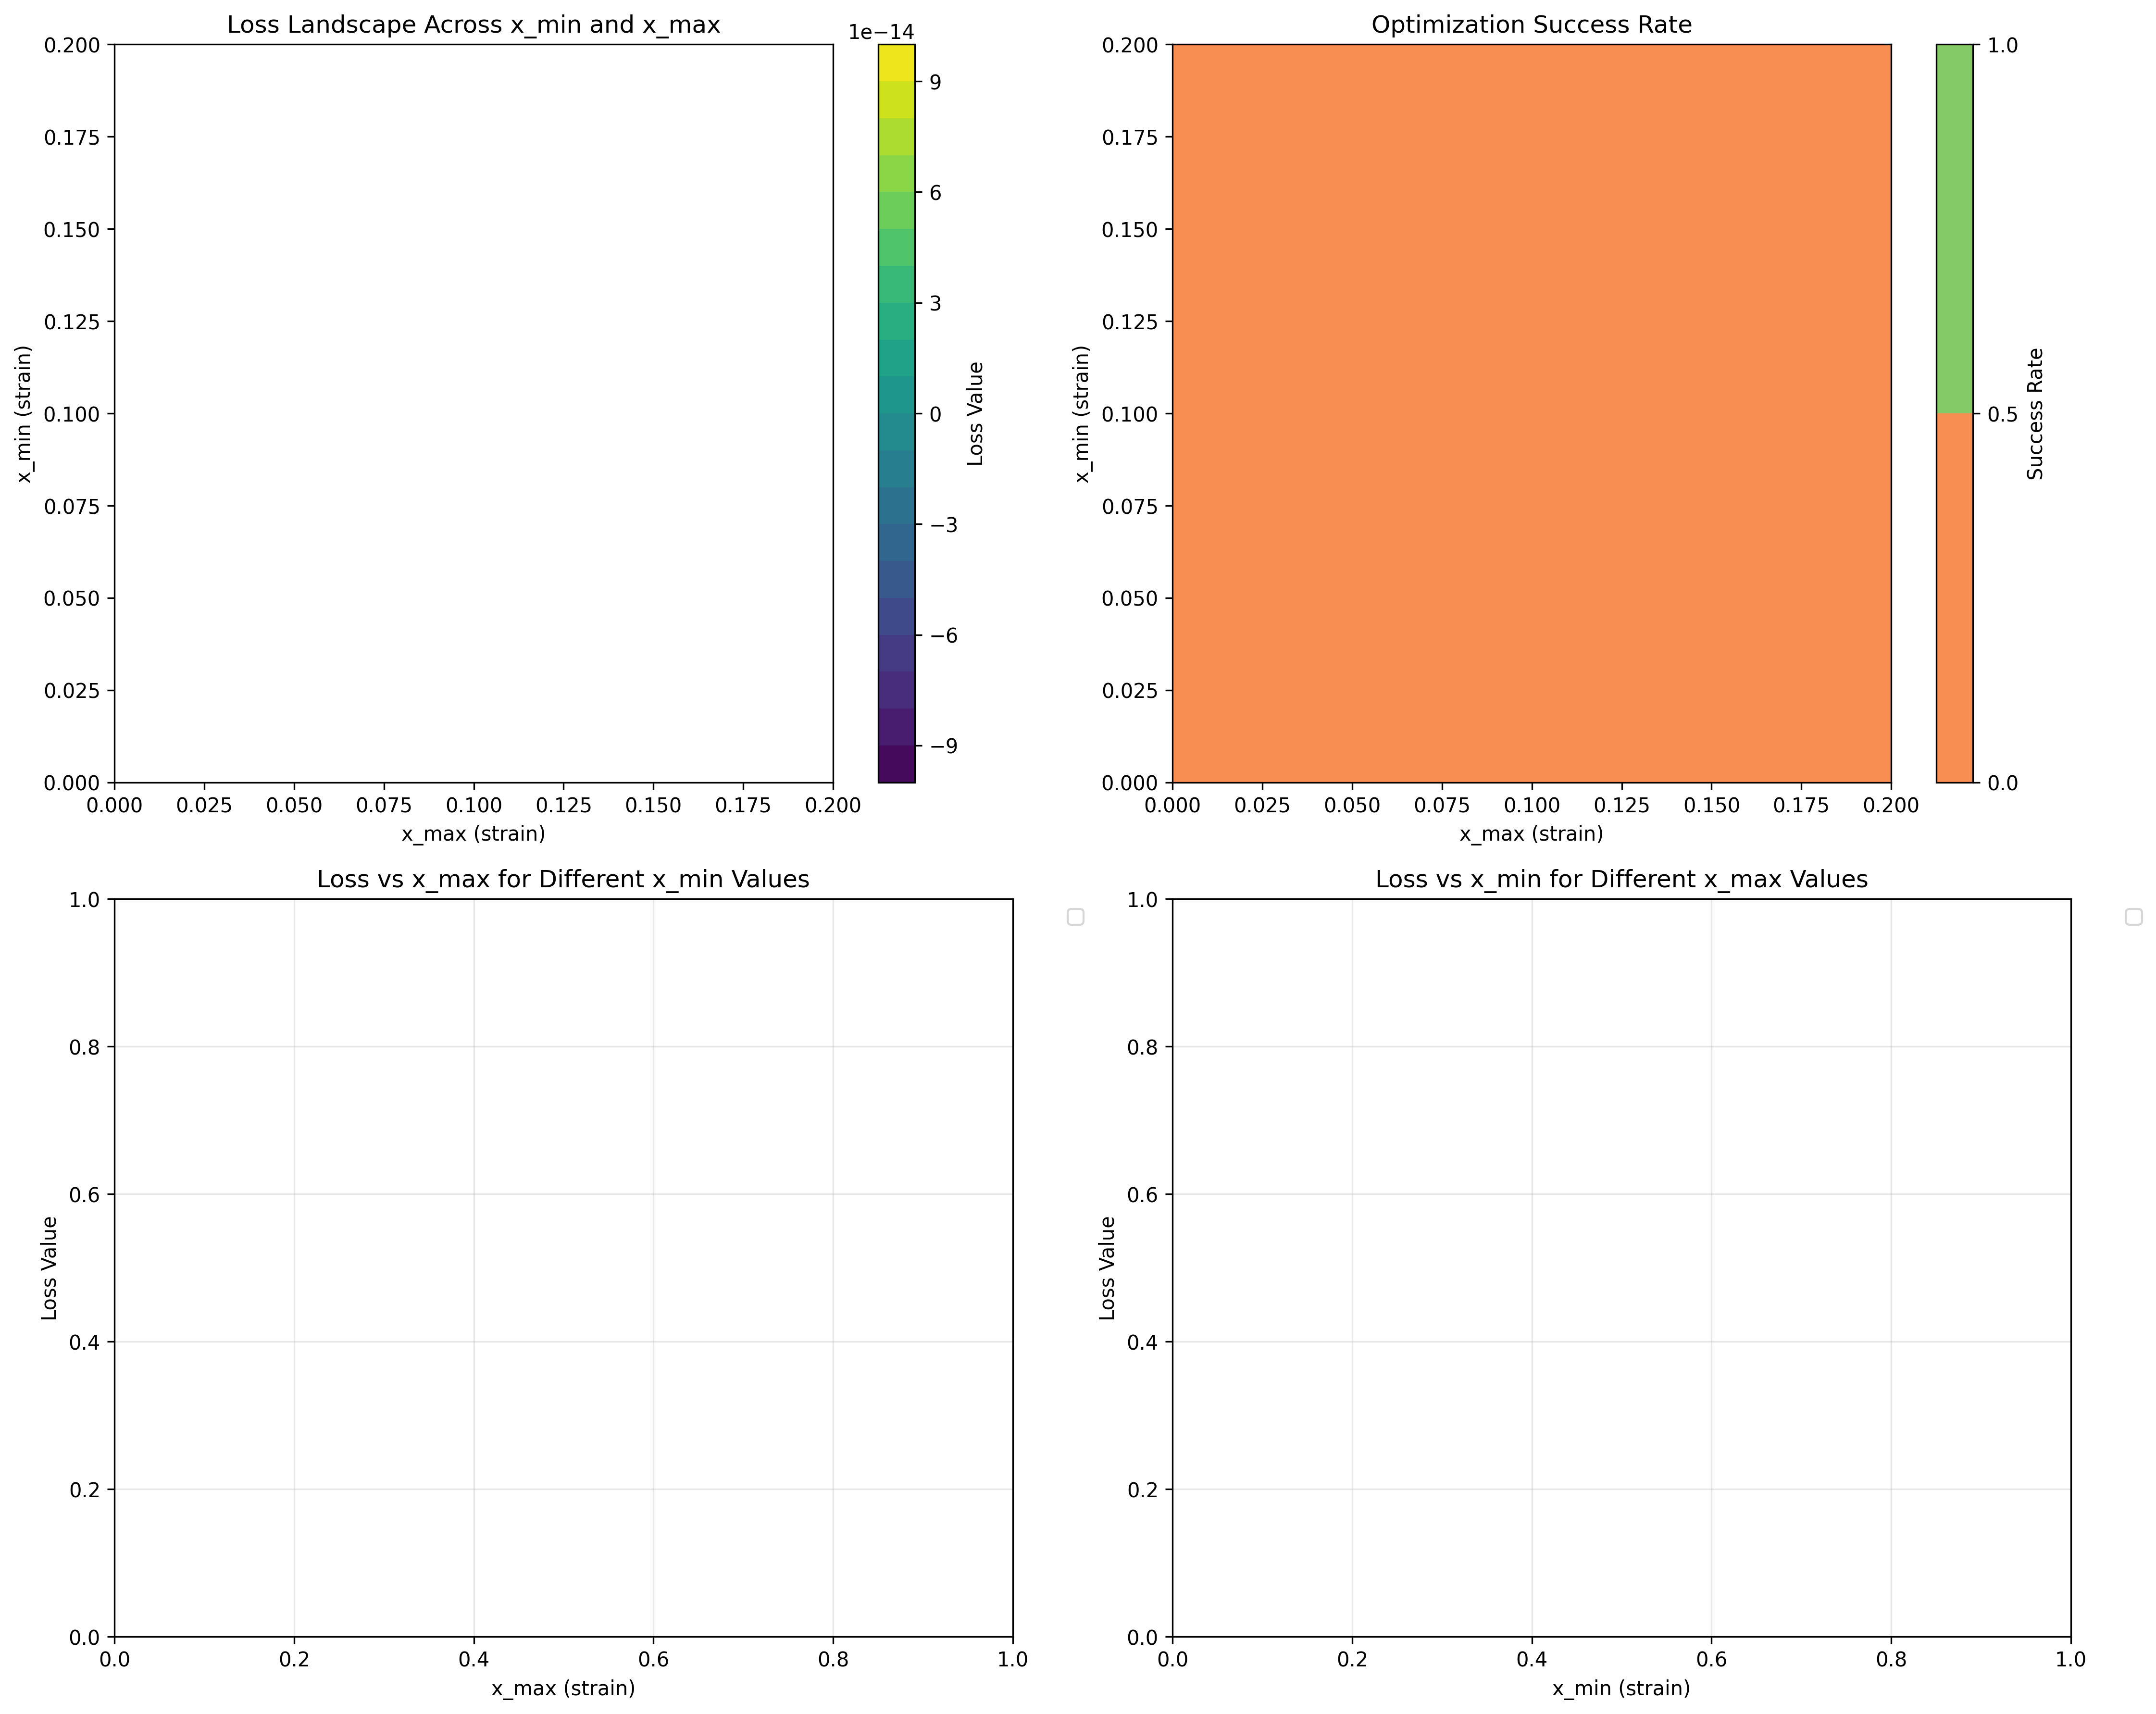 Loss Landscape Across x_min and x_max
1e−14
0.200
0.175
0.150
0.125
0.100
0.075
0.050
0.025
0.000
x_min (strain)
0.000 0.025 0.050 0.075 0.100 0.125 0.150 0.175 0.200
x_max (strain)
9
6
3
0
−3
−6
−9
Loss Value
Optimization Success Rate
0.200
0.175
0.150
0.125
0.100
0.075
0.050
0.025
0.000
x_min (strain)
0.000 0.025 0.050 0.075 0.100 0.125 0.150 0.175 0.200
x_max (strain)
1.0
0.5
0.0
Success Rate
Loss vs x_max for Different x_min Values
1.0
0.8
0.6
0.4
0.2
0.0
Loss Value
0.0 0.2 0.4 0.6 0.8 1.0
x_max (strain)
Loss vs x_min for Different x_max Values
1.0
0.8
0.6
0.4
0.2
0.0
Loss Value
0.0 0.2 0.4 0.6 0.8 1.0
x_min (strain)